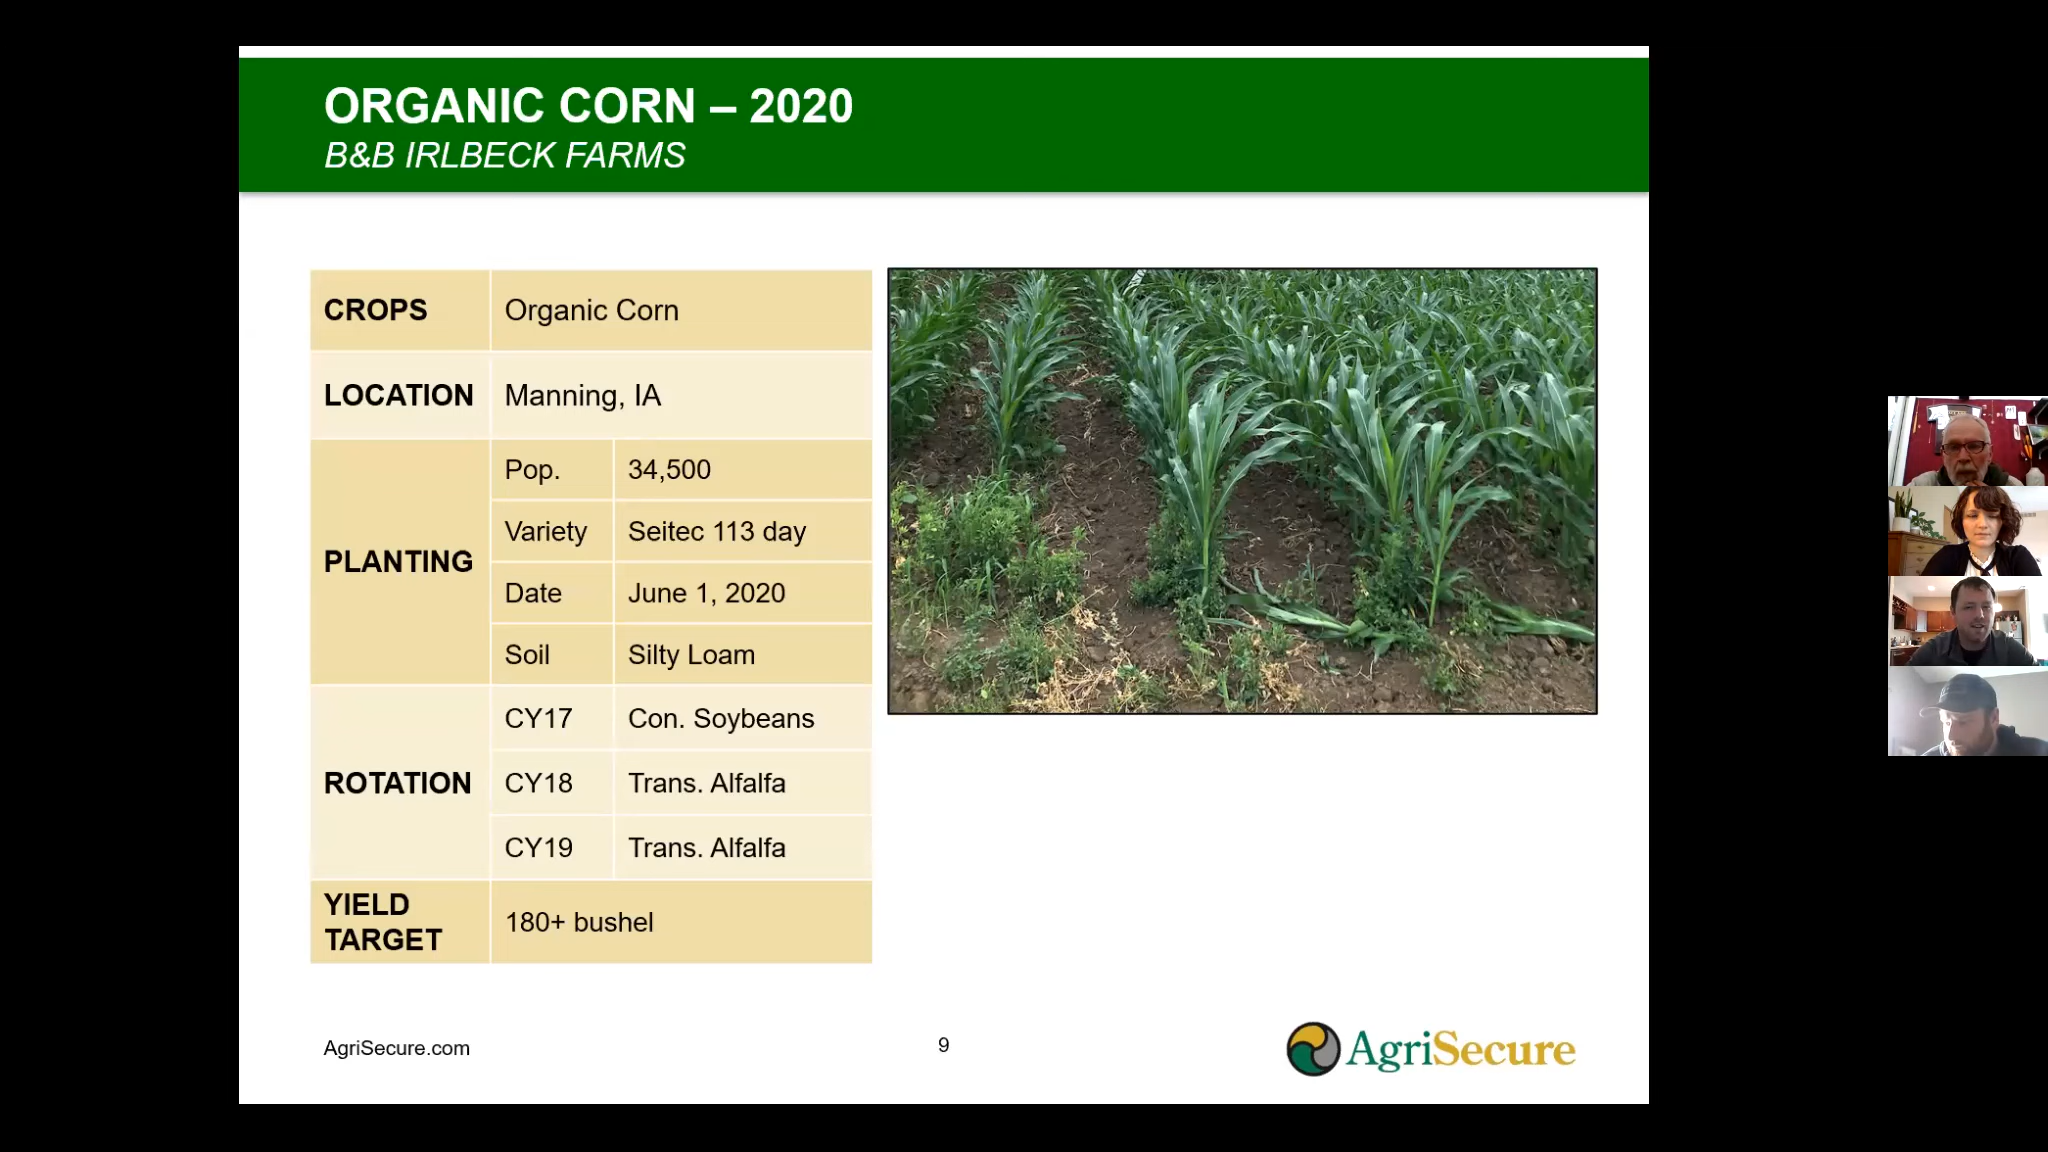 ORGANIC CORN – 2020
B&B IRLBECK FARMS
CROPS Organic Corn
LOCATION Manning, IA
PLANTING
Pop. 34,500
Variety Seitec 113 day
Date June 1, 2020
Soil Silty Loam
ROTATION
CY17 Con. Soybeans
CY18 Trans. Alfalfa
CY19 Trans. Alfalfa
YIELD
TARGET
180+ bushel
AgriSecure.com
9
AgriSecure